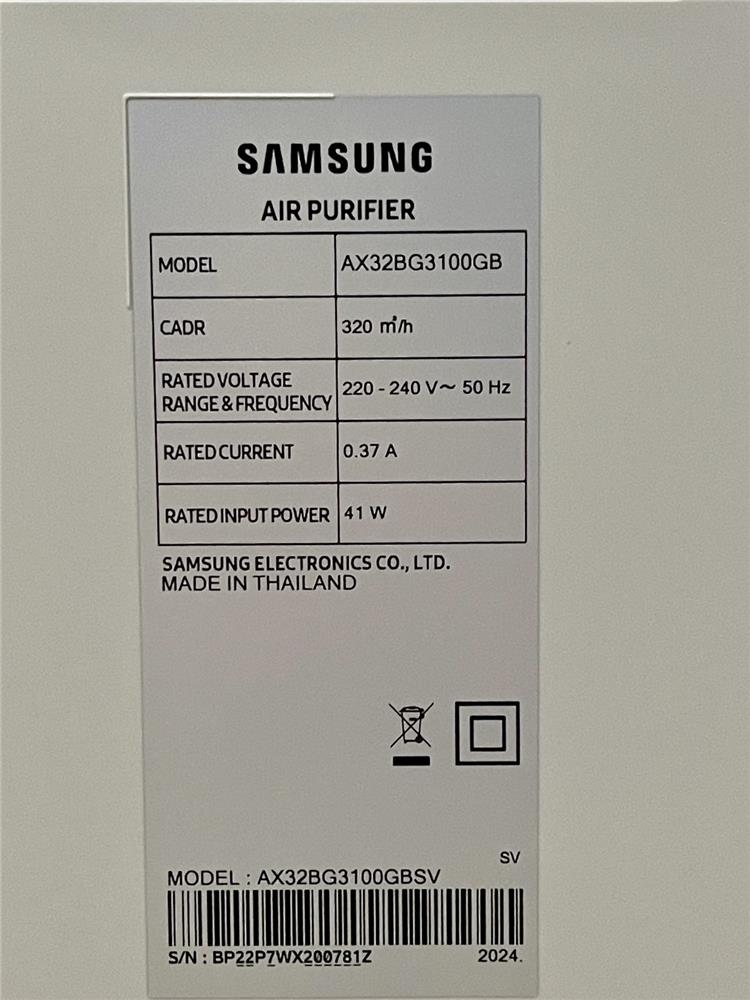 SAMSUNG
AIR PURIFIER
MODEL AX32BG3100GB
CADR 320 ㎥/h
RATED VOLTAGE
RANGE & FREQUENCY 220 - 240 V~ 50 Hz
RATED CURRENT 0.37 A
RATED INPUT POWER 41 W
SAMSUNG ELECTRONICS CO., LTD.
MADE IN THAILAND
SV
MODEL : AX32BG3100GBSV
S/N : BP22P7WX200781Z 2024.